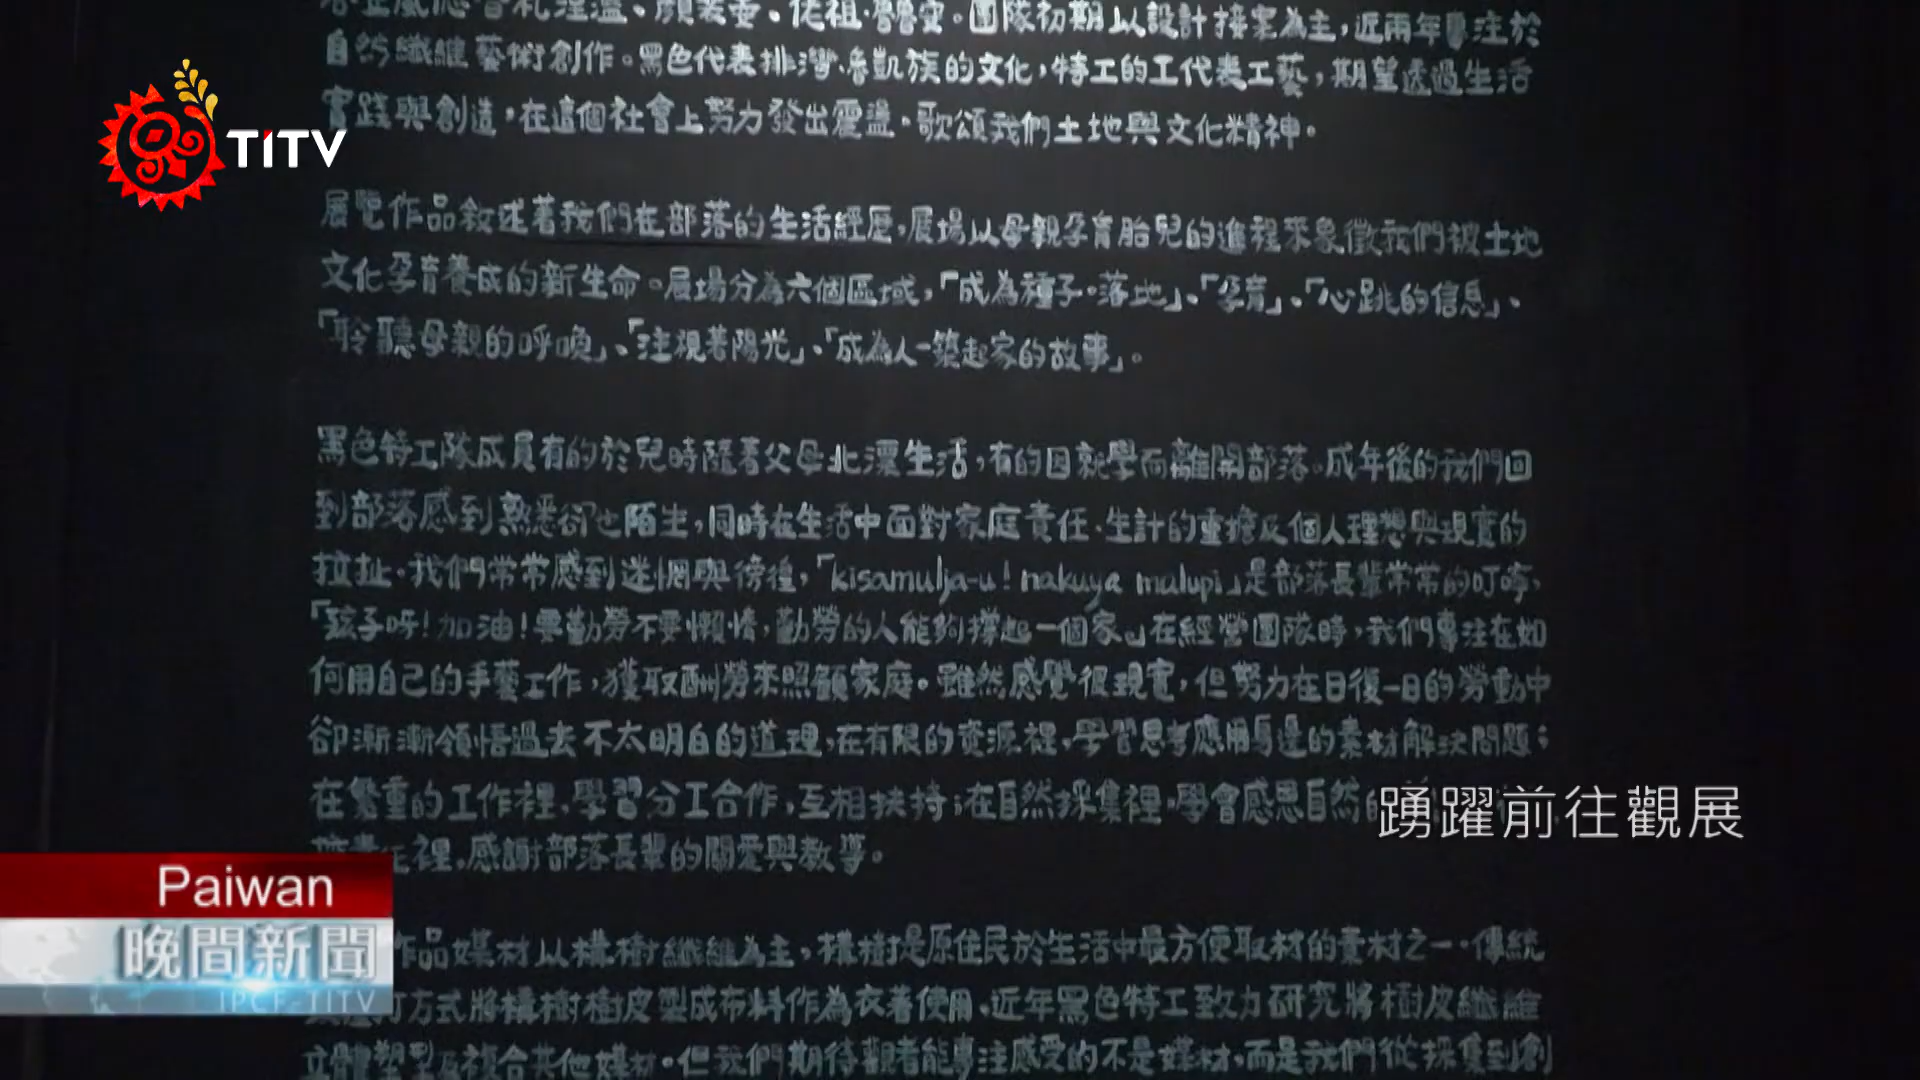 自然纖維藝術創作。黑色代表排灣、魯凱族的文化,特工的工代表工藝,期望透過生活
實踐與創造,在這個社會上努力發出震盪。歌頌我們土地與文化精神。
TITV
展覽作品敘述著我們在部落的生活經歷,展場以母親孕育胎兒的進程來象徵我們被土地
文化孕育養成的新生命。展場分為六個區域,「成為種子·落地」、「孕育」、「心跳的信息」、
「聆聽母親的呼喚」、「注視著陽光」、「成為人-築起家的故事」。
黑色特工隊成員有的於兒時隨著父母北漂生活,有的因就學而離開部落。成年後的我們回
到部落感到熟悉卻也陌生,同時在生活中面對家庭責任、生計的重擔及個人理想與現實的
拉扯。我們常常感到迷惘與徬徨,「kisamulja-u! nakuya malupi」是部落長輩常常的叮嚀,
「孩子呀!加油!要勤勞不要懶惰,勤勞的人能夠撐起一個家。」在經營團隊時,我們專注在如
何用自己的手藝工作,獲取酬勞來照顧家庭。雖然感覺很現實,但努力在日復一日的勞動中
卻漸漸領悟過去不太明白的道理,在有限的資源裡,學習思考應用身邊的素材解決問題;
在繁重的工作裡,學習分工合作,互相扶持;在自然採集裡,學會感恩自然的
踴躍前往觀展
裡,感謝部落長輩的關愛與教導。
Paiwan
晚間新聞
IPCF-TITV
作品媒材以構樹纖維為主,構樹是原住民於生活中最方便取材的素材之一。傳統
方式將構樹樹皮製成布料作為衣著使用。近年黑色特工致力研究將樹皮纖維
立體塑型及複合其他媒材。但我們期待觀者能專注感受的不是媒材,而是我們從採集到創